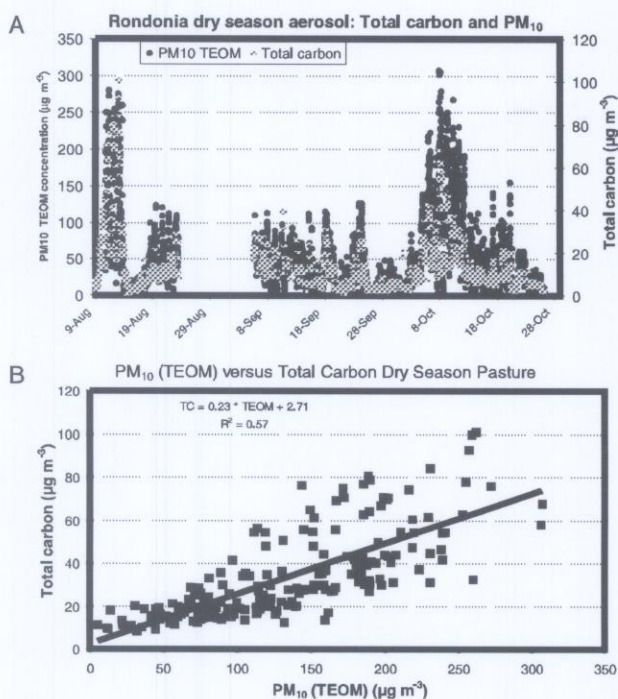 A
Rondonia dry season aerosol: Total carbon and PM10
PM10 TEOM Total carbon
350
300
250
200
150
100
50
0
PM10 TEOM concentration (µg m-3)
120
100
80
60
40
20
0
Total carbon (µg m-3)
9-Aug 19-Aug 29-Aug 8-Sep 18-Sep 28-Sep 8-Oct 18-Oct 28-Oct
B
PM10 (TEOM) versus Total Carbon Dry Season Pasture
TC = 0.23 * TEOM + 2.71
R2 = 0.57
120
100
80
60
40
20
0
Total carbon (µg m-3)
0 50 100 150 200 250 300 350
PM10 (TEOM) (µg m-3)